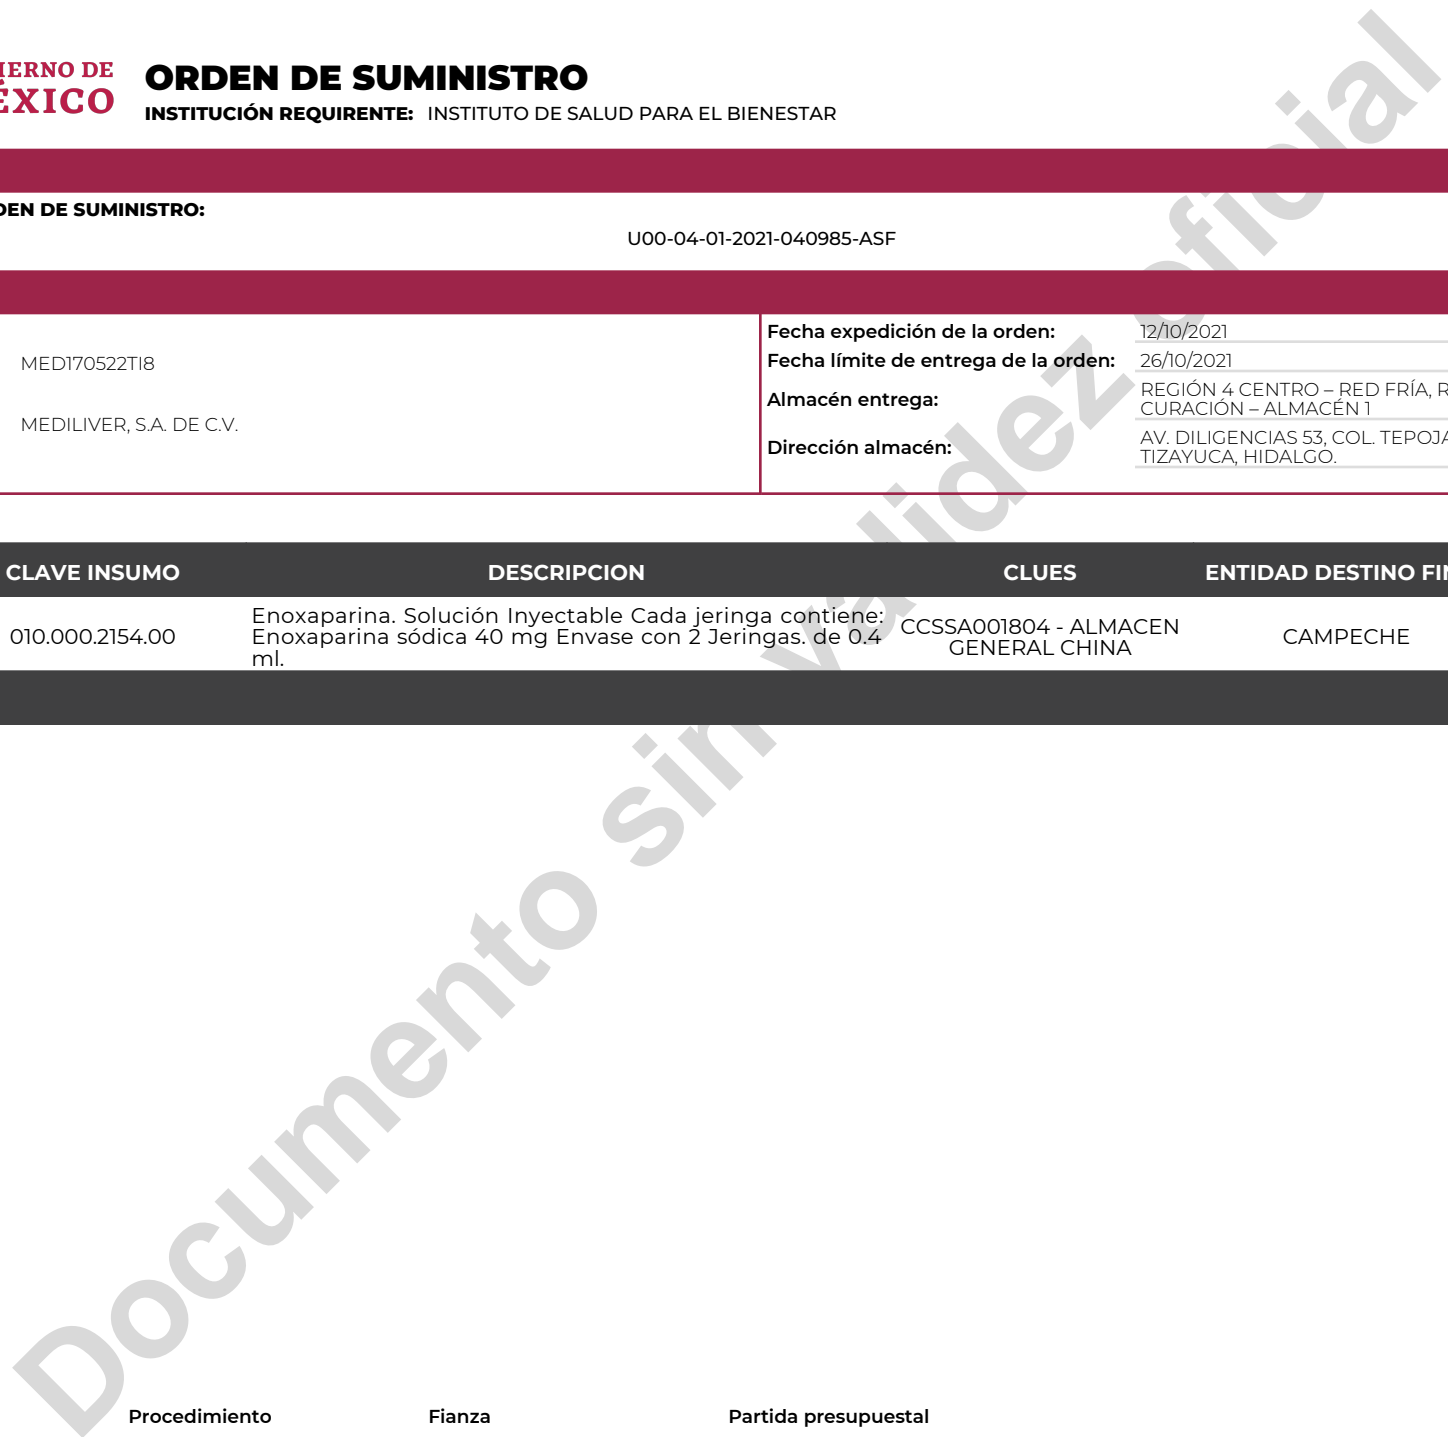 IERNO DE
ÉXICO
ORDEN DE SUMINISTRO
INSTITUCIÓN REQUIRENTE: INSTITUTO DE SALUD PARA EL BIENESTAR
DEN DE SUMINISTRO:
U00-04-01-2021-040985-ASF
MED170522TI8
MEDILIVER, S.A. DE C.V.
Fecha expedición de la orden: 12/10/2021
Fecha límite de entrega de la orden: 26/10/2021
Almacén entrega: REGIÓN 4 CENTRO – RED FRÍA, R
CURACIÓN – ALMACÉN 1
Dirección almacén: AV. DILIGENCIAS 53, COL. TEPOJA
TIZAYUCA, HIDALGO.
CLAVE INSUMO DESCRIPCION CLUES ENTIDAD DESTINO FIN
010.000.2154.00
Enoxaparina. Solución Inyectable Cada jeringa contiene:
Enoxaparina sódica 40 mg Envase con 2 Jeringas. de 0.4
ml.
CCSSA001804 - ALMACEN
GENERAL CHINA
CAMPECHE
Documento sin validez oficial
Procedimiento Fianza Partida presupuestal